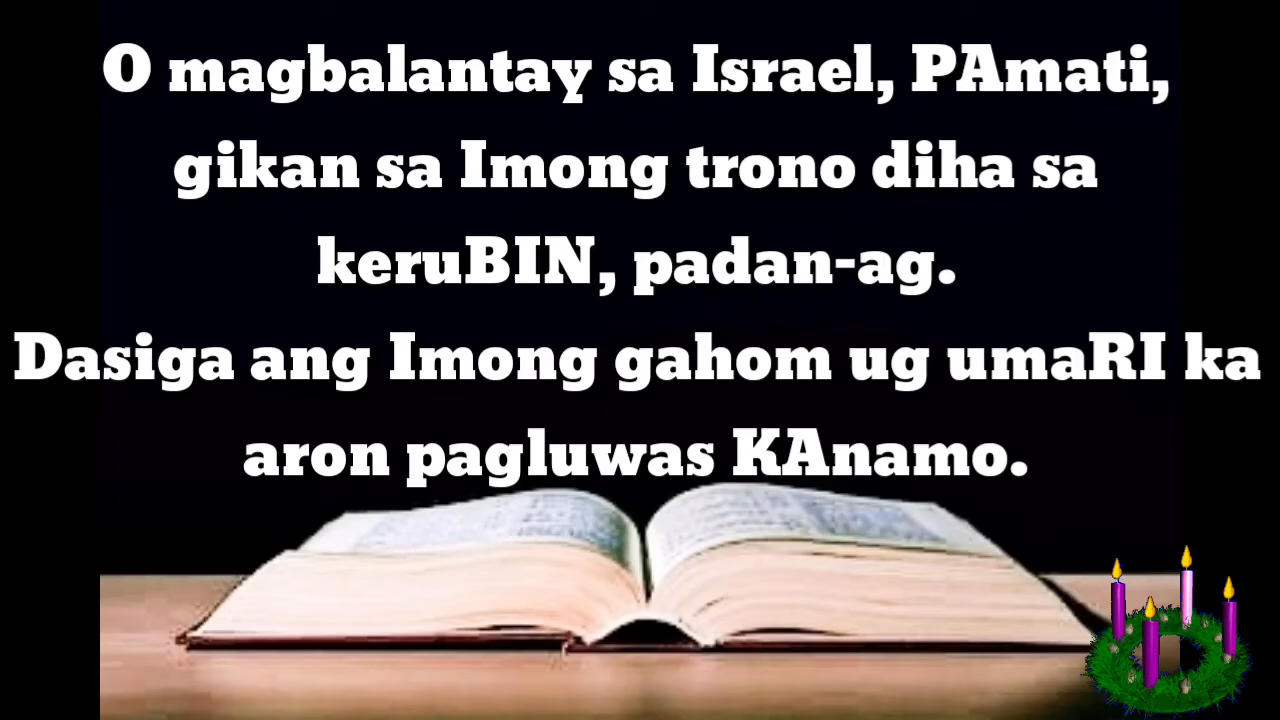 O magbalantay sa Israel, PAmati,
gikan sa Imong trono diha sa
keruBIN, padan-ag.
Dasiga ang Imong gahom ug umaRI ka
aron pagluwas KAnamo.